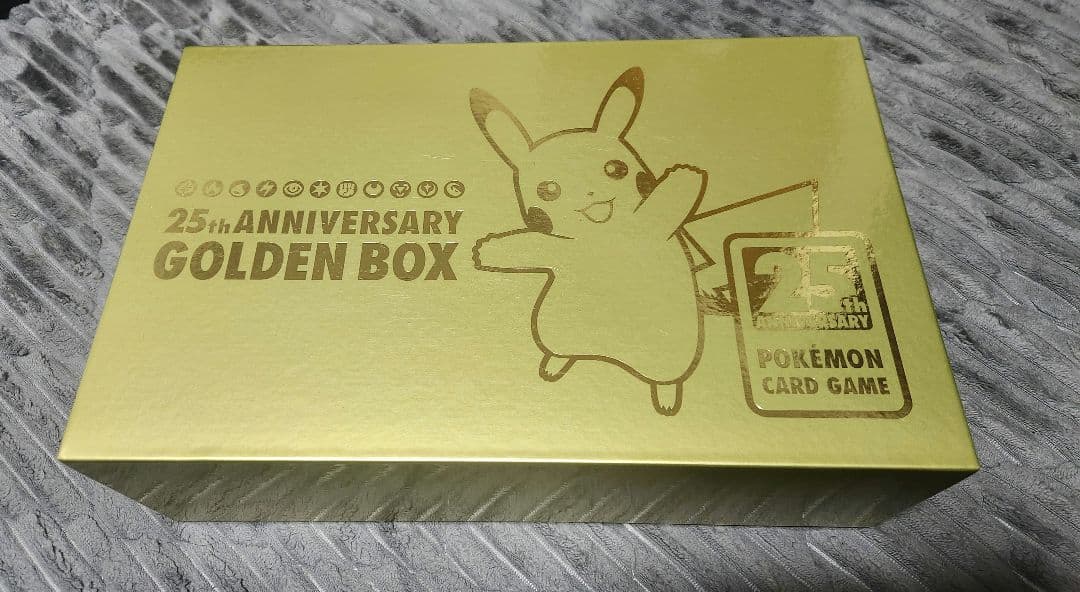 25th ANNIVERSARY
GOLDEN BOX
25th
ANNIVERSARY
POKÉMON
CARD GAME